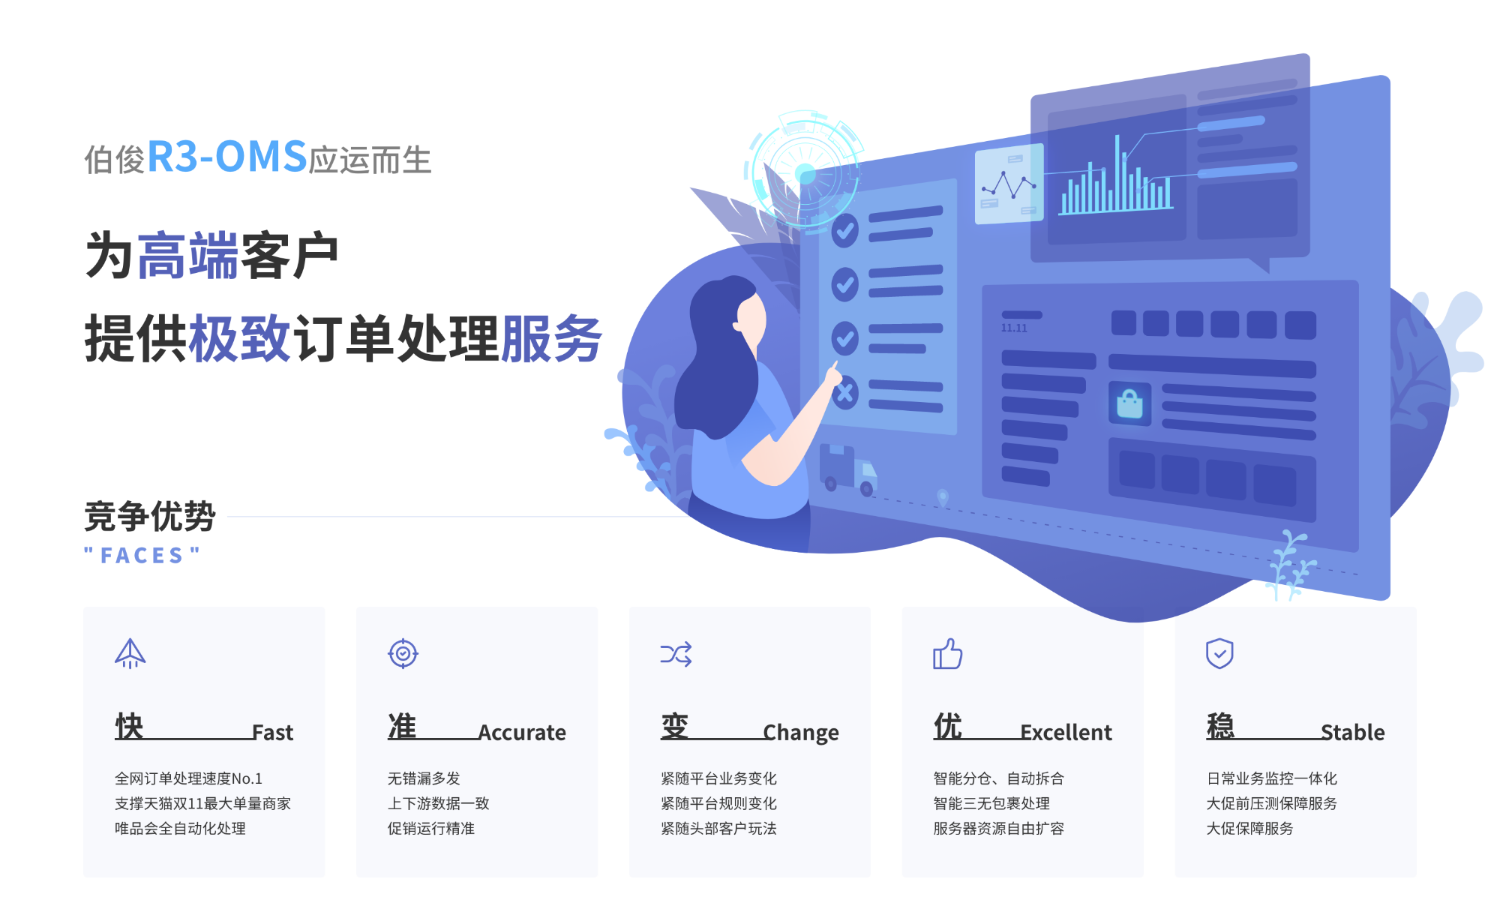 伯俊R3-OMS应运而生
为高端客户
提供极致订单处理服务
11.11
竞争优势
"FACES"
快 Fast
全网订单处理速度No.1
支撑天猫双11最大单量商家
唯品会全自动化处理
准 Accurate
无错漏多发
上下游数据一致
促销运行精准
变 Change
紧随平台业务变化
紧随平台规则变化
紧随头部客户玩法
优 Excellent
智能分仓、自动拆合
智能三无包裹处理
服务器资源自由扩容
稳 Stable
日常业务监控一体化
大促前压测保障服务
大促保障服务